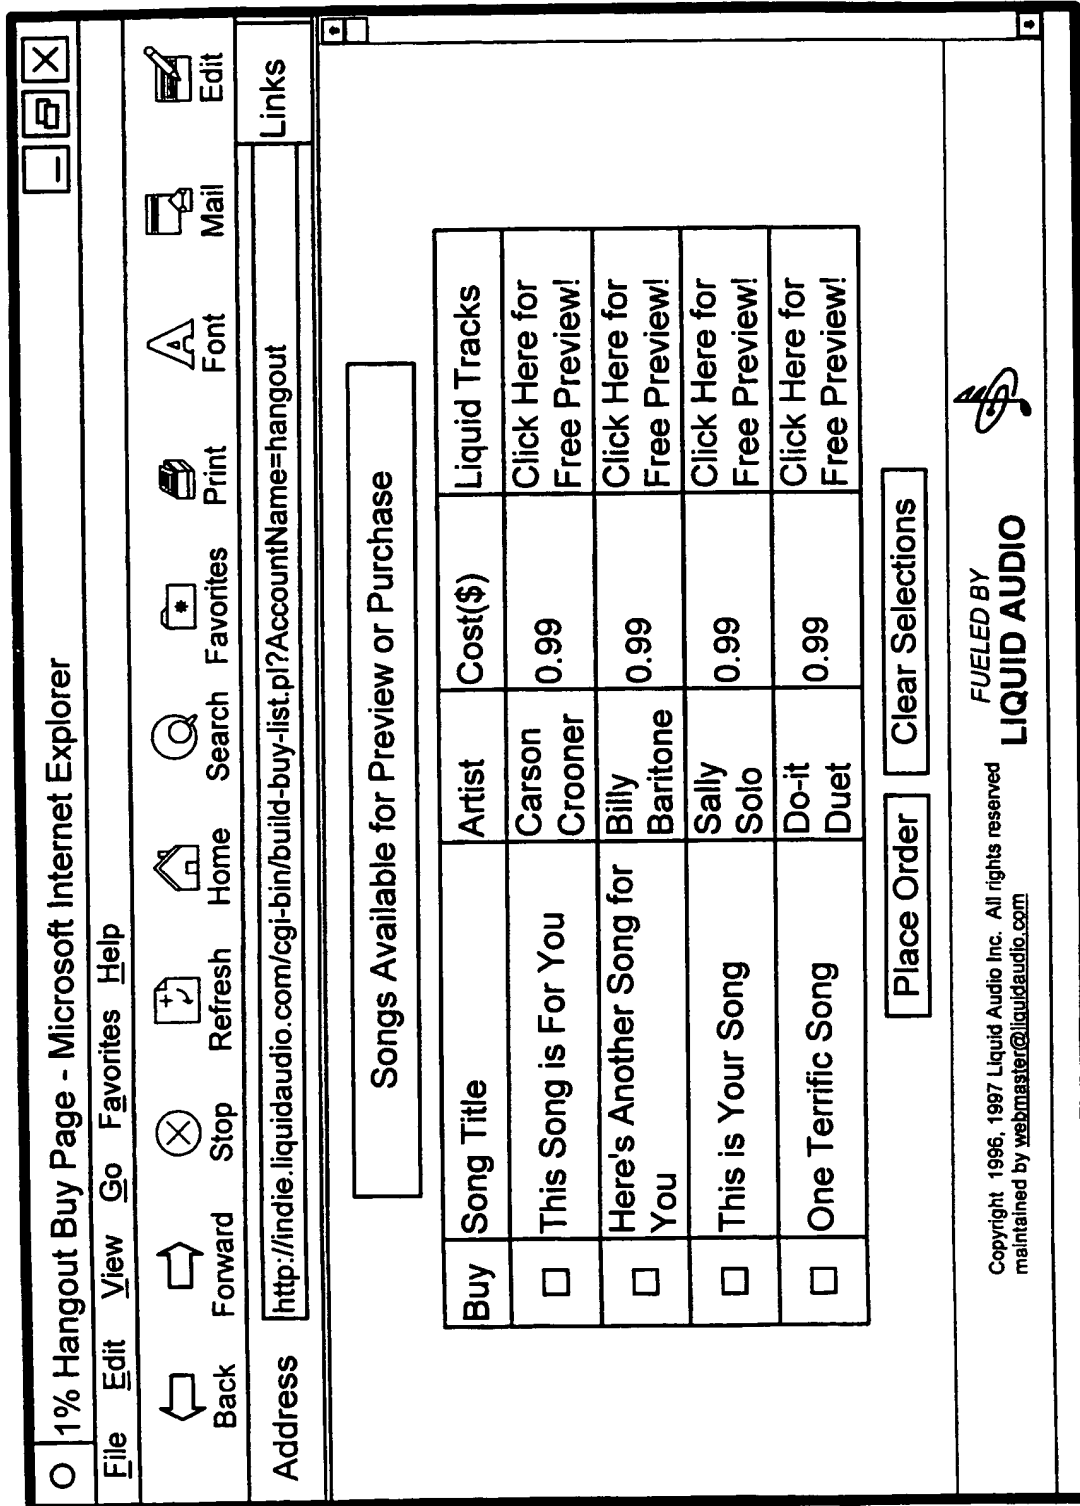 1% Hangout Buy Page - Microsoft Internet Explorer
File Edit View Go Favorites Help
Back Forward Stop Refresh Home Search Favorites Print Font Mail Edit
Address http://indie.liquidaudio.com/cgi-bin/build-buy-list.pl?AccountName=hangout Links
Songs Available for Preview or Purchase
Buy Song Title Artist Cost($) Liquid Tracks
This Song is For You Carson 0.99 Click Here for
Crooner Free Preview!
Here's Another Song for Billy 0.99 Click Here for
You Baritone Free Preview!
This is Your Song Sally 0.99 Click Here for
Solo Free Preview!
One Terrific Song Do-it 0.99 Click Here for
Duet Free Preview!
Place Order Clear Selections
FUELED BY
LIQUID AUDIO
Copyright 1996, 1997 Liquid Audio Inc. All rights reserved
maintained by webmaster@liquidaudio.com